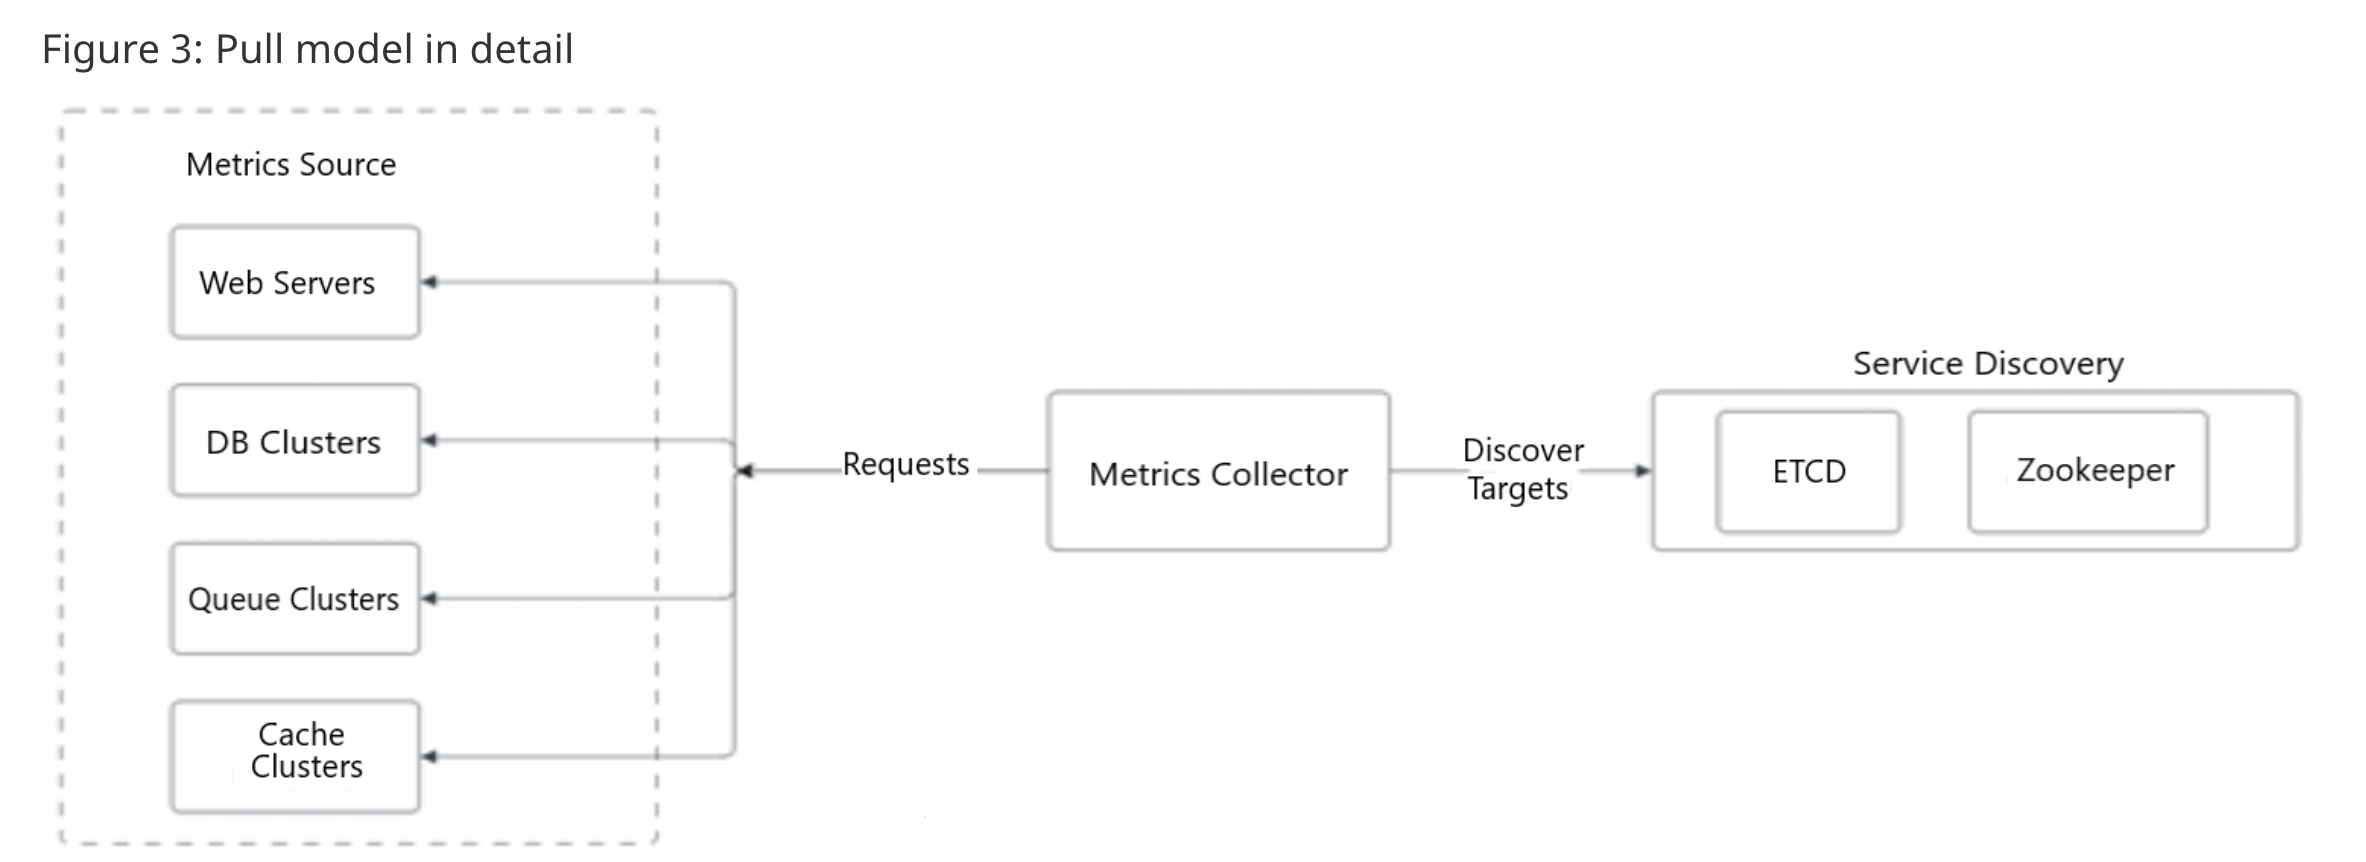 Figure 3: Pull model in detail
Metrics Source
Web Servers
DB Clusters
Queue Clusters
Cache
Clusters
Requests
Metrics Collector
Discover
Targets
Service Discovery
ETCD
Zookeeper